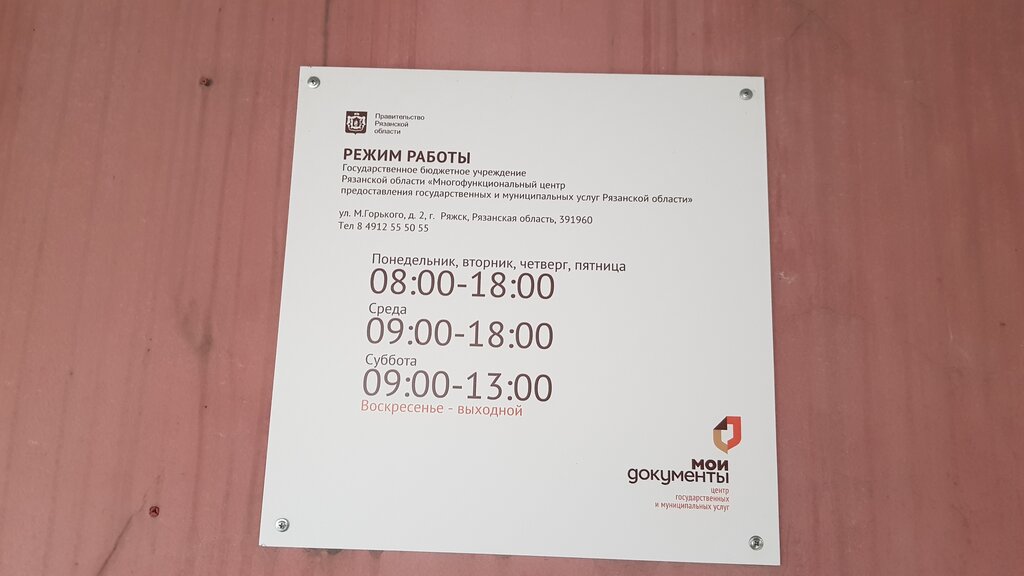 Правительство
Рязанской
области
РЕЖИМ РАБОТЫ
Государственное бюджетное учреждение
Рязанской области «Многофункциональный центр
предоставления государственных и муниципальных услуг Рязанской области»
ул. М.Горького, д. 2, г. Ряжск, Рязанская область, 391960
Тел 8 4912 55 50 55
Понедельник, вторник, четверг, пятница
08:00-18:00
Среда
09:00-18:00
Суббота
09:00-13:00
Воскресенье - выходной
мои
документы
центр
государственных
и муниципальных услуг